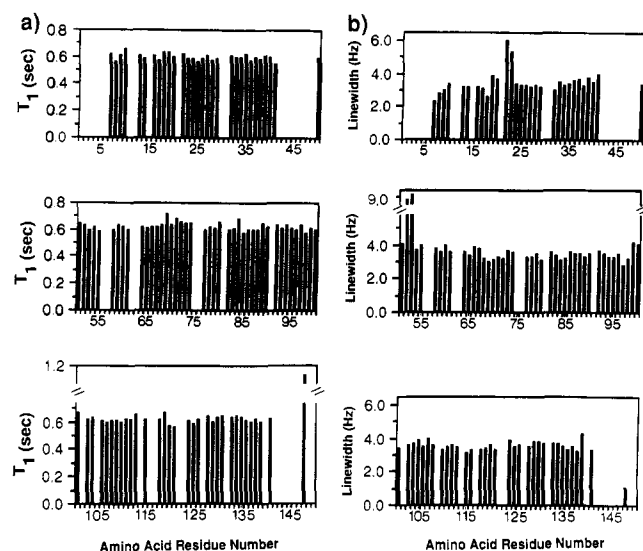 a)
b)
T1 (sec)
0.8
0.6
0.4
0.2
0.0
5 15 25 35 45
Linewidth (Hz)
6.0
4.0
2.0
0.0
5 15 25 35 45
T1 (sec)
0.8
0.6
0.4
0.2
0.0
55 65 75 85 95
Linewidth (Hz)
9.0
4.0
2.0
0.0
55 65 75 85 95
T1 (sec)
1.2
0.6
0.4
0.2
0.0
105 115 125 135 145
Amino Acid Residue Number
Linewidth (Hz)
6.0
4.0
2.0
0.0
105 115 125 135 145
Amino Acid Residue Number